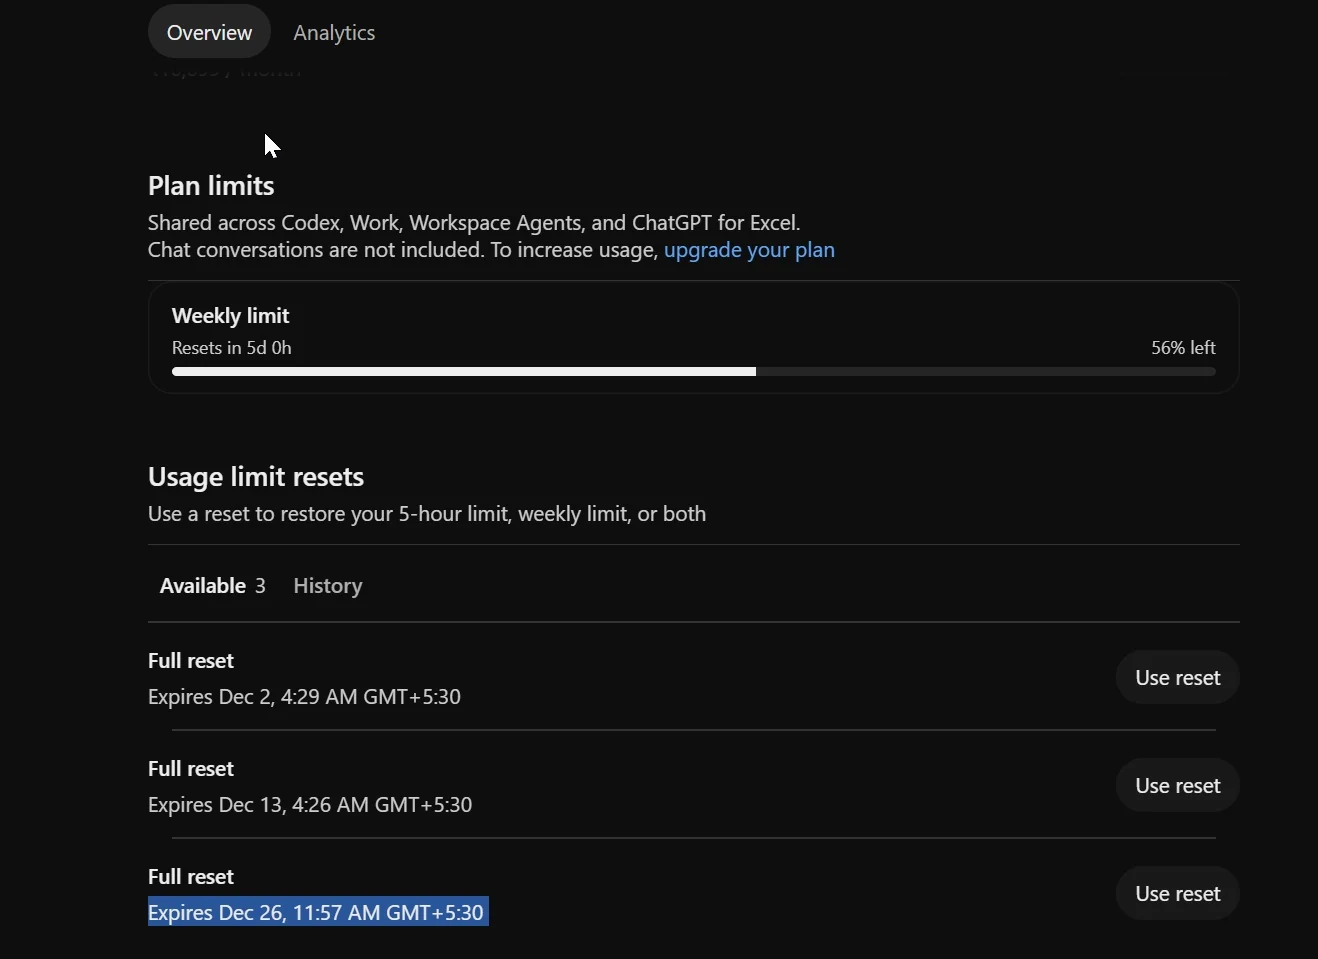 Overview Analytics
Plan limits
Shared across Codex, Work, Workspace Agents, and ChatGPT for Excel.
Chat conversations are not included. To increase usage, upgrade your plan
Weekly limit
Resets in 5d 0h 56% left
Usage limit resets
Use a reset to restore your 5-hour limit, weekly limit, or both
Available 3 History
Full reset
Expires Dec 2, 4:29 AM GMT+5:30 Use reset
Full reset
Expires Dec 13, 4:26 AM GMT+5:30 Use reset
Full reset
Expires Dec 26, 11:57 AM GMT+5:30 Use reset